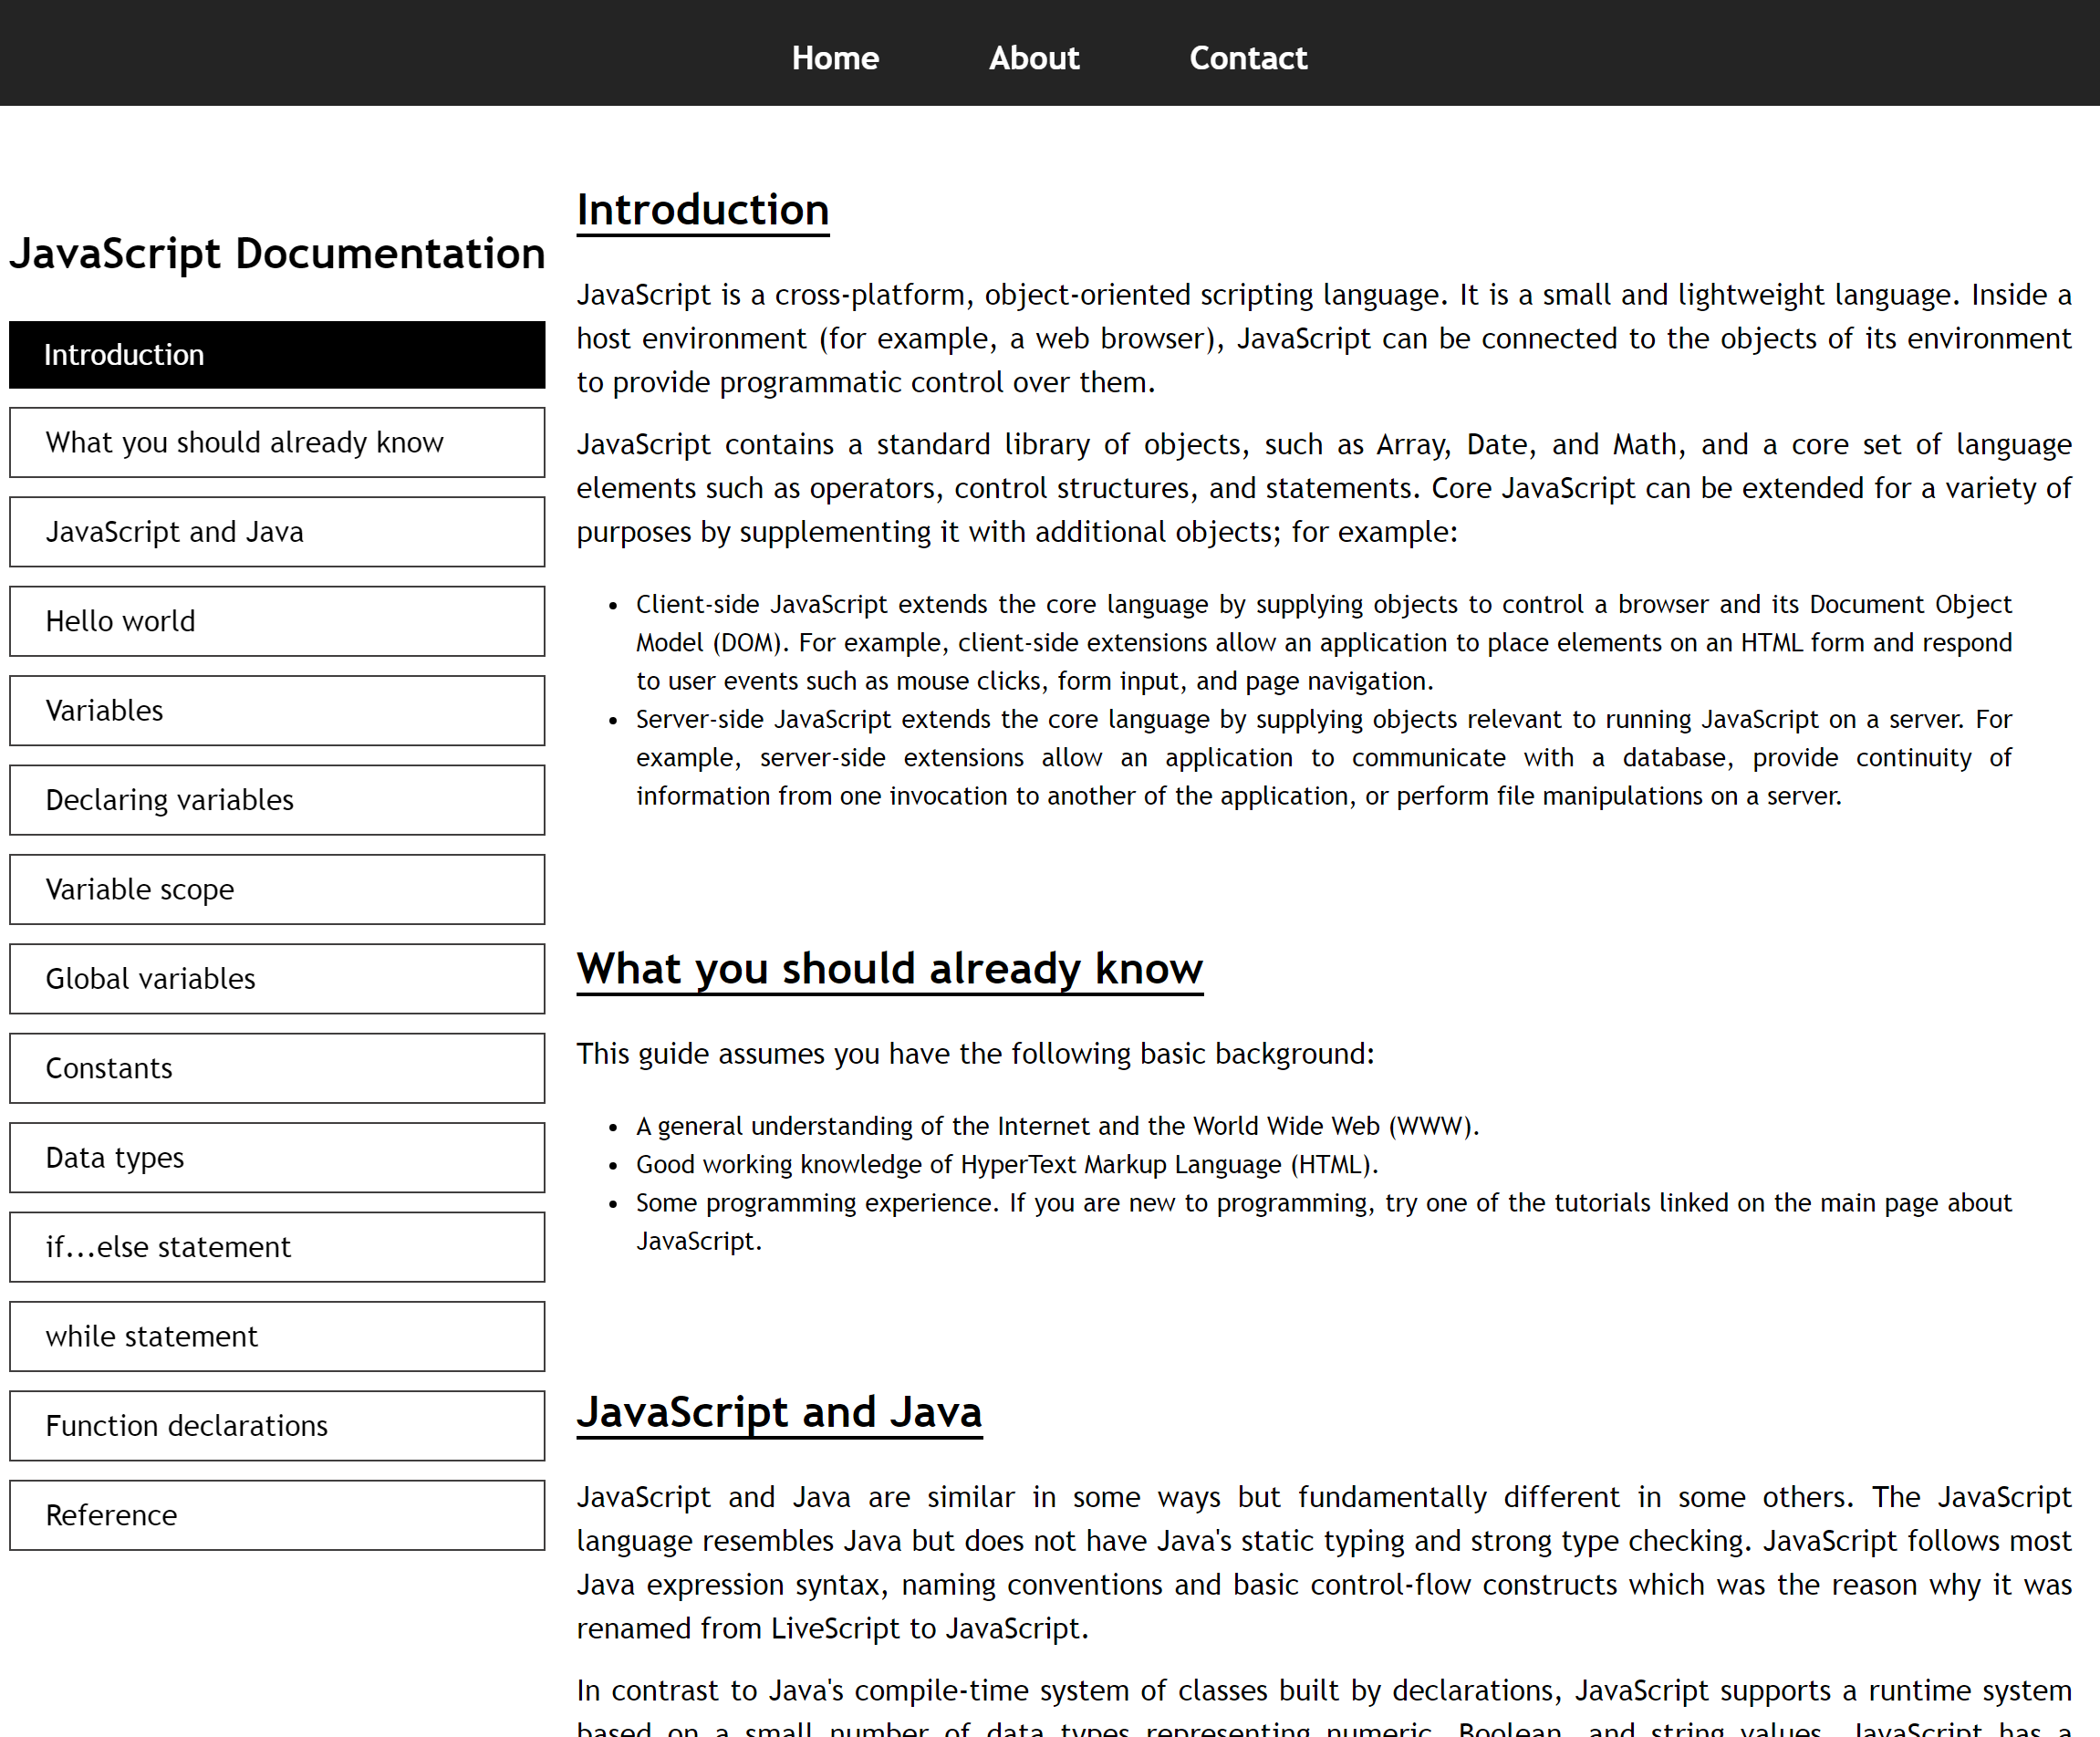 Home About Contact
JavaScript Documentation
Introduction
What you should already know
JavaScript and Java
Hello world
Variables
Declaring variables
Variable scope
Global variables
Constants
Data types
if...else statement
while statement
Function declarations
Reference
Introduction
JavaScript is a cross-platform, object-oriented scripting language. It is a small and lightweight language. Inside a
host environment (for example, a web browser), JavaScript can be connected to the objects of its environment
to provide programmatic control over them.
JavaScript contains a standard library of objects, such as Array, Date, and Math, and a core set of language
elements such as operators, control structures, and statements. Core JavaScript can be extended for a variety of
purposes by supplementing it with additional objects; for example:
• Client-side JavaScript extends the core language by supplying objects to control a browser and its Document Object
Model (DOM). For example, client-side extensions allow an application to place elements on an HTML form and respond
to user events such as mouse clicks, form input, and page navigation.
• Server-side JavaScript extends the core language by supplying objects relevant to running JavaScript on a server. For
example, server-side extensions allow an application to communicate with a database, provide continuity of
information from one invocation to another of the application, or perform file manipulations on a server.
What you should already know
This guide assumes you have the following basic background:
• A general understanding of the Internet and the World Wide Web (WWW).
• Good working knowledge of HyperText Markup Language (HTML).
• Some programming experience. If you are new to programming, try one of the tutorials linked on the main page about
JavaScript.
JavaScript and Java
JavaScript and Java are similar in some ways but fundamentally different in some others. The JavaScript
language resembles Java but does not have Java's static typing and strong type checking. JavaScript follows most
Java expression syntax, naming conventions and basic control-flow constructs which was the reason why it was
renamed from LiveScript to JavaScript.
In contrast to Java's compile-time system of classes built by declarations, JavaScript supports a runtime system
based on a small number of data types representing numeric, Boolean, and string values. JavaScript has a